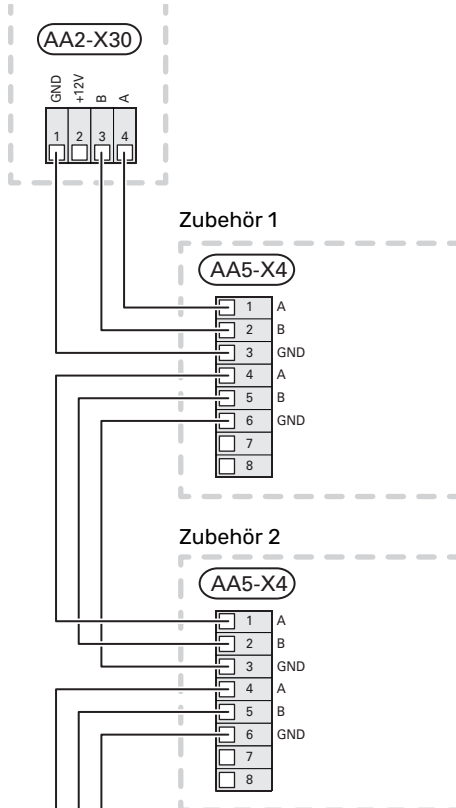 AA2-X30
GND +12V B A
1 2 3 4
Zubehör 1
AA5-X4
1 A
2 B
3 GND
4 A
5 B
6 GND
7
8
Zubehör 2
AA5-X4
1 A
2 B
3 GND
4 A
5 B
6 GND
7
8